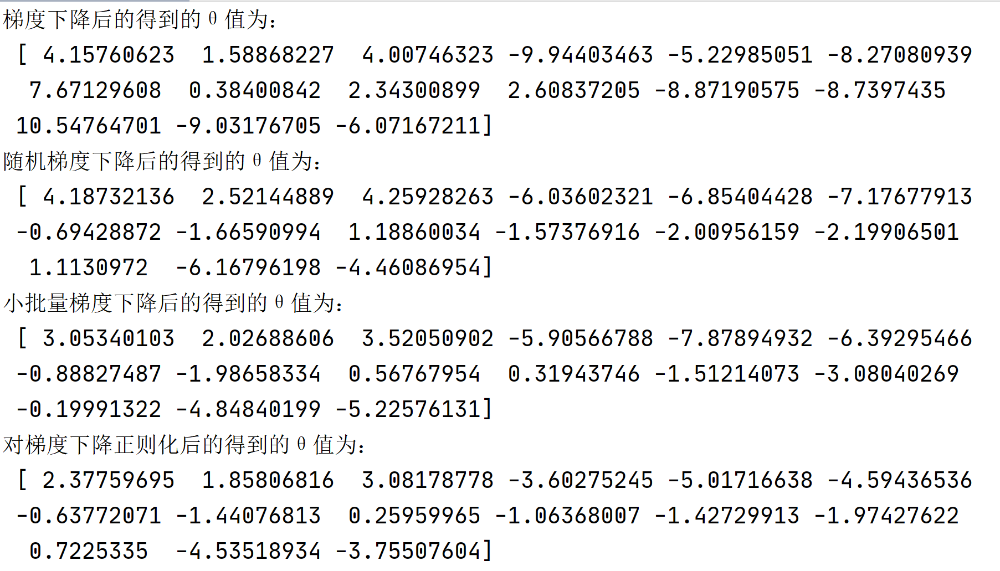 梯度下降后的得到的θ值为：
[ 4.15760623  1.58868227  4.00746323 -9.94403463 -5.22985051 -8.27080939
7.67129608  0.38400842  2.34300899  2.60837205 -8.87190575 -8.7397435
10.54764701 -9.03176705 -6.07167211]
随机梯度下降后的得到的θ值为：
[ 4.18732136  2.52144889  4.25928263 -6.03602321 -6.85404428 -7.17677913
-0.69428872 -1.66590994  1.18860034 -1.57376916 -2.00956159 -2.19906501
1.1130972  -6.16796198 -4.46086954]
小批量梯度下降后的得到的θ值为：
[ 3.05340103  2.02688606  3.52050902 -5.90566788 -7.87894932 -6.39295466
-0.88827487 -1.98658334  0.56767954  0.31943746 -1.51214073 -3.08040269
-0.19991322 -4.84840199 -5.22576131]
对梯度下降正则化后的得到的θ值为：
[ 2.37759695  1.85806816  3.08178778 -3.60275245 -5.01716638 -4.59436536
-0.63772071 -1.44076813  0.25959965 -1.06368007 -1.42729913 -1.97427622
0.7225335  -4.53518934 -3.75507604]